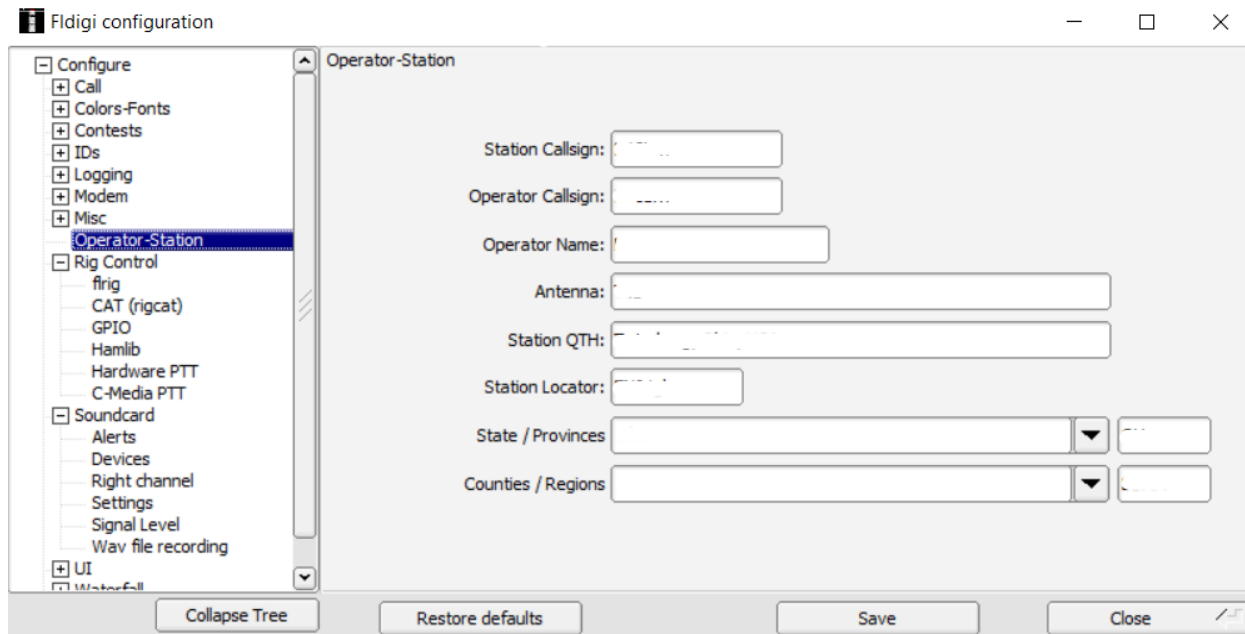 Fldigi configuration
Configure
Call
Colors-Fonts
Contests
IDs
Logging
Modem
Misc
Operator-Station
Rig Control
flrig
CAT (rigcat)
GPIO
Hamlib
Hardware PTT
C-Media PTT
Soundcard
Alerts
Devices
Right channel
Settings
Signal Level
Wav file recording
UI
Waterfall
Collapse Tree
Operator-Station
Station Callsign:
Operator Callsign:
Operator Name:
Antenna:
Station QTH:
Station Locator:
State / Provinces
Counties / Regions
Restore defaults
Save
Close